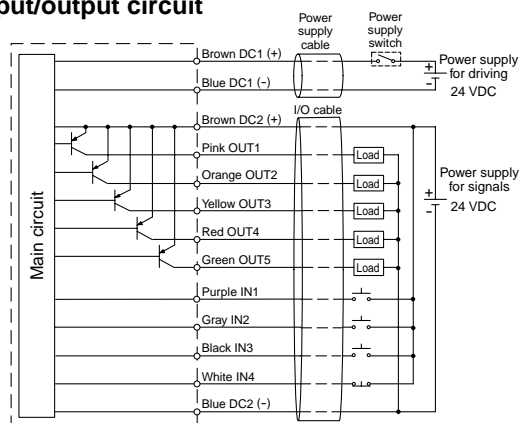 put/output circuit
Power
supply
cable
Power
supply
switch
Brown DC1 (+)
Power supply
for driving
24 VDC
+
-
Blue DC1 (-)
I/O cable
Brown DC2 (+)
Pink OUT1
Load
Orange OUT2
Load
Power supply
for signals
24 VDC
+
-
Yellow OUT3
Load
Red OUT4
Load
Green OUT5
Load
Main circuit
Purple IN1
Gray IN2
Black IN3
White IN4
Blue DC2 (-)